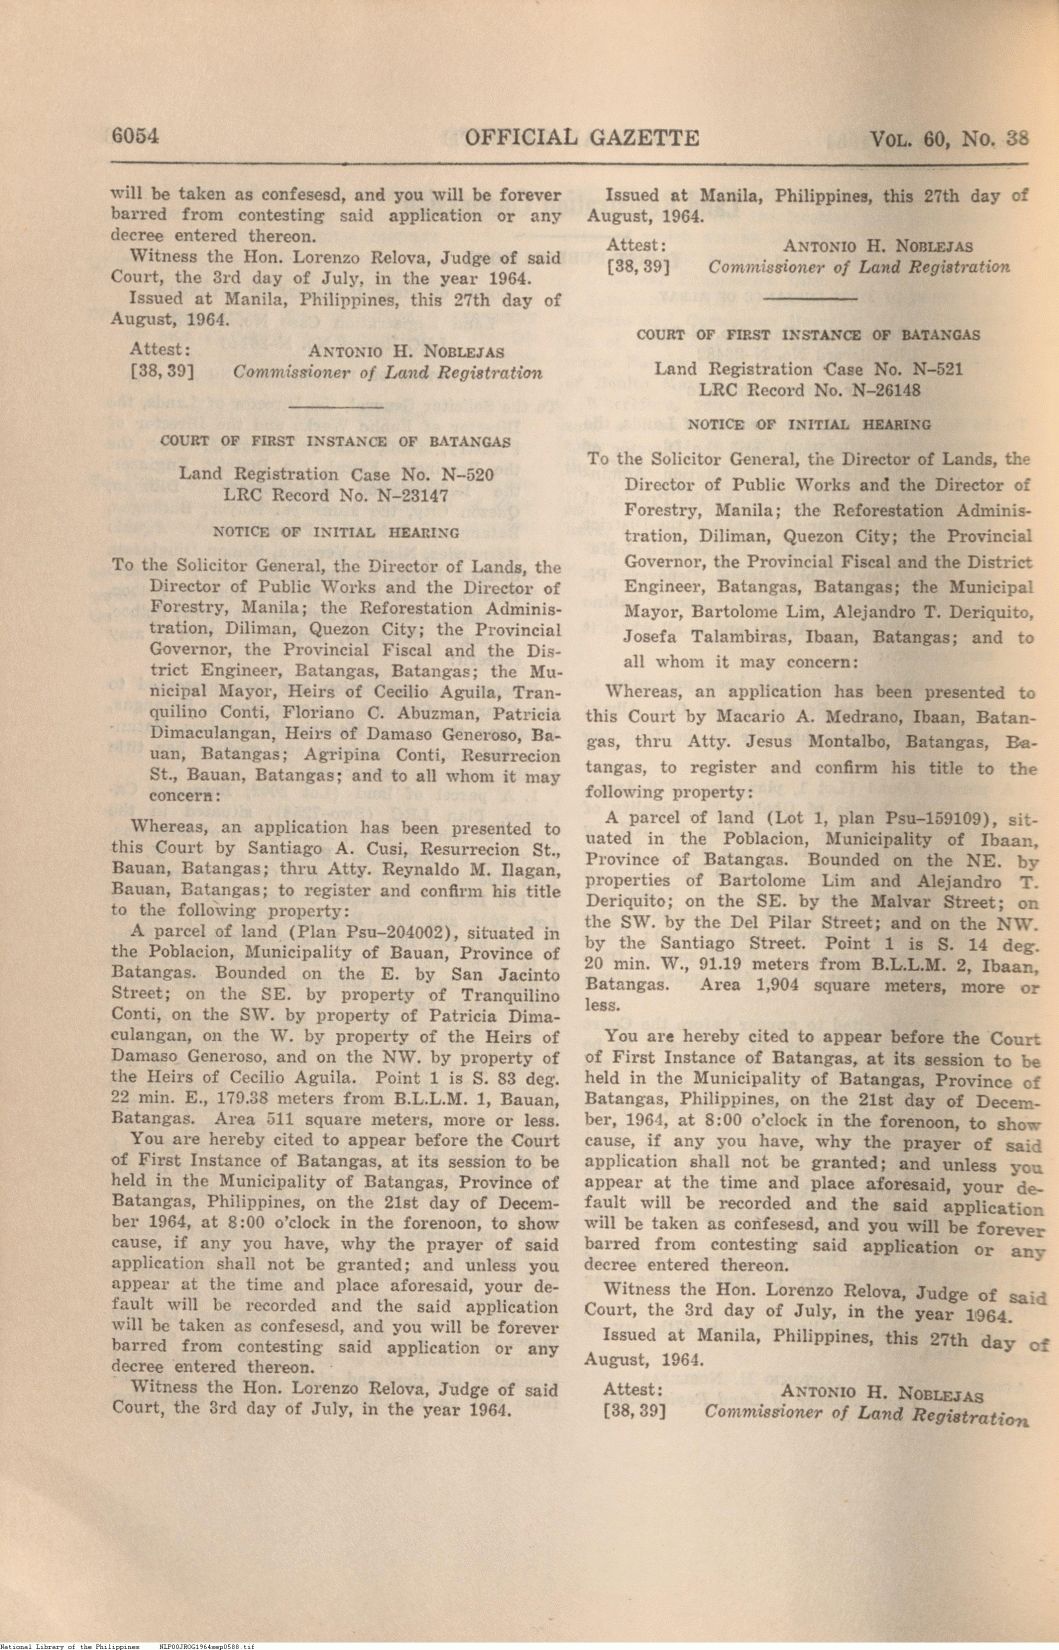 6054 OFFICIAL GAZETTE VOL. 60, No. 38
will be taken as confesesd, and you will be forever
barred from contesting said application or any
decree entered thereon.
Witness the Hon. Lorenzo Relova, Judge of said
Court, the 3rd day of July, in the year 1964.
Issued at Manila, Philippines, this 27th day of
August, 1964.
Attest: ANTONIO H. NOBLEJAS
[38, 39] Commissioner of Land Registration
COURT OF FIRST INSTANCE OF BATANGAS
Land Registration Case No. N-520
LRC Record No. N-23147
NOTICE OF INITIAL HEARING
To the Solicitor General, the Director of Lands, the
Director of Public Works and the Director of
Forestry, Manila; the Reforestation Adminis-
tration, Diliman, Quezon City; the Provincial
Governor, the Provincial Fiscal and the Dis-
trict Engineer, Batangas, Batangas; the Mu-
nicipal Mayor, Heirs of Cecilio Aguila, Tran-
quilino Conti, Floriano C. Abuzman, Patricia
Dimaculangan, Heirs of Damaso Generoso, Ba-
uan, Batangas; Agripina Conti, Resurrecion
St., Bauan, Batangas; and to all whom it may
concern:
Whereas, an application has been presented to
this Court by Santiago A. Cusi, Resurrecion St.,
Bauan, Batangas; thru Atty. Reynaldo M. Ilagan,
Bauan, Batangas; to register and confirm his title
to the following property:
A parcel of land (Plan Psu-204002), situated in
the Poblacion, Municipality of Bauan, Province of
Batangas. Bounded on the E. by San Jacinto
Street; on the SE. by property of Tranquilino
Conti, on the SW. by property of Patricia Dima-
culangan, on the W. by property of the Heirs of
Damaso Generoso, and on the NW. by property of
the Heirs of Cecilio Aguila. Point 1 is S. 83 deg.
22 min. E., 179.38 meters from B.L.L.M. 1, Bauan,
Batangas. Area 511 square meters, more or less.
You are hereby cited to appear before the Court
of First Instance of Batangas, at its session to be
held in the Municipality of Batangas, Province of
Batangas, Philippines, on the 21st day of Decem-
ber 1964, at 8:00 o'clock in the forenoon, to show
cause, if any you have, why the prayer of said
application shall not be granted; and unless you
appear at the time and place aforesaid, your de-
fault will be recorded and the said application
will be taken as confesesd, and you will be forever
barred from contesting said application or any
decree entered thereon.
Witness the Hon. Lorenzo Relova, Judge of said
Court, the 3rd day of July, in the year 1964.
Issued at Manila, Philippines, this 27th day of
August, 1964.
Attest: ANTONIO H. NOBLEJAS
[38, 39] Commissioner of Land Registration
COURT OF FIRST INSTANCE OF BATANGAS
Land Registration Case No. N-521
LRC Record No. N-26148
NOTICE OF INITIAL HEARING
To the Solicitor General, the Director of Lands, the
Director of Public Works and the Director of
Forestry, Manila; the Reforestation Adminis-
tration, Diliman, Quezon City; the Provincial
Governor, the Provincial Fiscal and the District
Engineer, Batangas, Batangas; the Municipal
Mayor, Bartolome Lim, Alejandro T. Deriquito,
Josefa Talambiras, Ibaan, Batangas; and to
all whom it may concern:
Whereas, an application has been presented to
this Court by Macario A. Medrano, Ibaan, Batan-
gas, thru Atty. Jesus Montalbo, Batangas, Ba-
tangas, to register and confirm his title to the
following property:
A parcel of land (Lot 1, plan Psu-159109), sit-
uated in the Poblacion, Municipality of Ibaan,
Province of Batangas. Bounded on the NE. by
properties of Bartolome Lim and Alejandro T.
Deriquito; on the SE. by the Malvar Street; on
the SW. by the Del Pilar Street; and on the NW.
by the Santiago Street. Point 1 is S. 14 deg.
20 min. W., 91.19 meters from B.L.L.M. 2, Ibaan,
Batangas. Area 1,904 square meters, more or
less.
You are hereby cited to appear before the Court
of First Instance of Batangas, at its session to be
held in the Municipality of Batangas, Province of
Batangas, Philippines, on the 21st day of Decem-
ber, 1964, at 8:00 o'clock in the forenoon, to show
cause, if any you have, why the prayer of said
application shall not be granted; and unless you
appear at the time and place aforesaid, your de-
fault will be recorded and the said application
will be taken as confesesd, and you will be forever
barred from contesting said application or any
decree entered thereon.
Witness the Hon. Lorenzo Relova, Judge of said
Court, the 3rd day of July, in the year 1964.
Issued at Manila, Philippines, this 27th day of
August, 1964.
Attest: ANTONIO H. NOBLEJAS
[38, 39] Commissioner of Land Registration
National Library of the Philippines NLP00JROG1964sep0588.tif